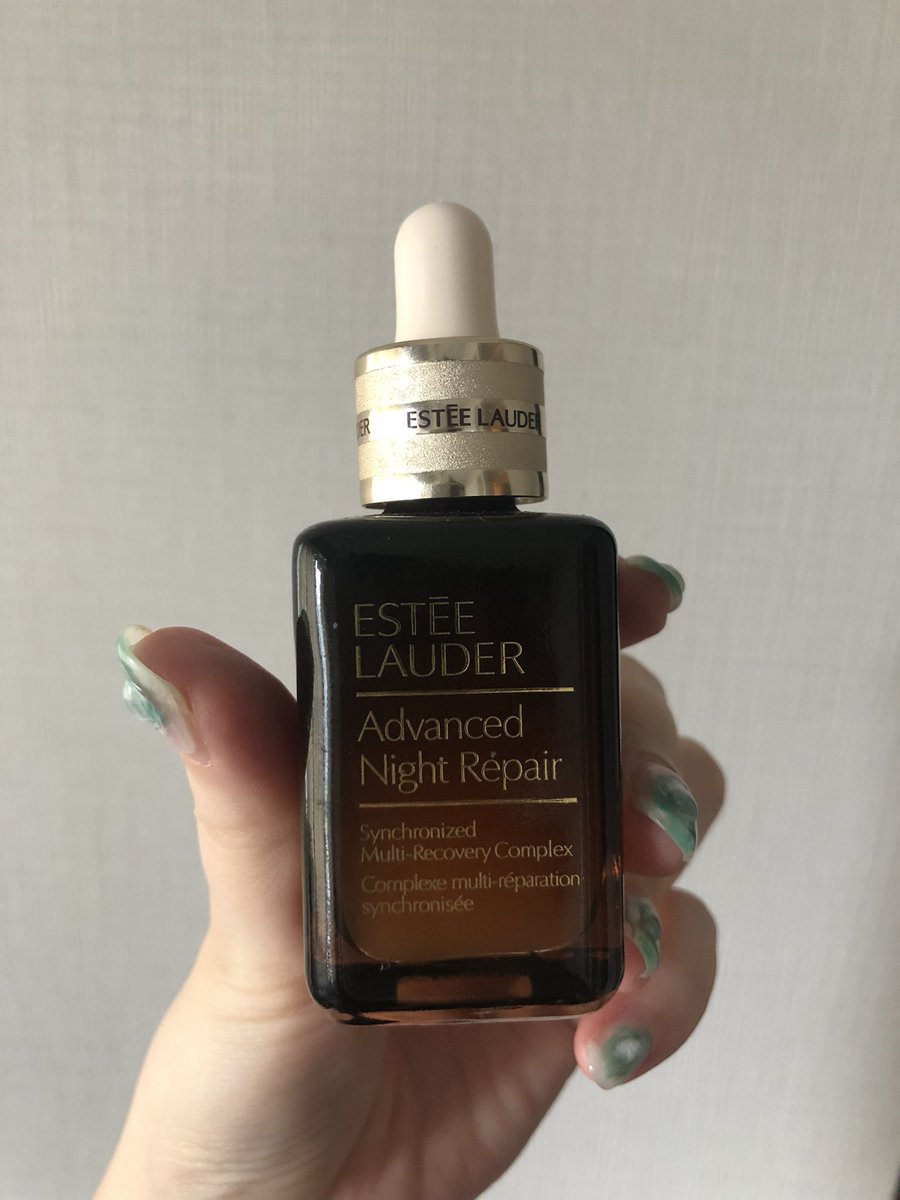 ESTĒE LAUDER
ESTĒE
LAUDER
Advanced
Night Repair
Synchronized
Multi-Recovery Complex
Complexe multi-réparation
synchronisée